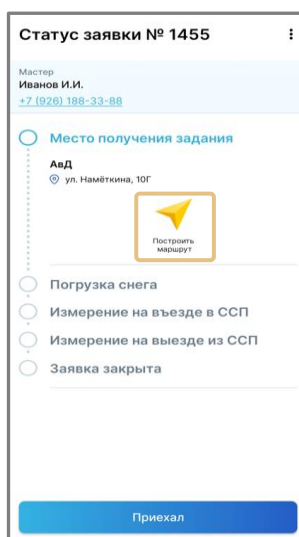 Статус заявки № 1455
Мастер
Иванов И.И.
+7 (926) 188-33-88
Место получения задания
АвД
ул. Намёткина, 10Г
Построить
маршрут
Погрузка снега
Измерение на въезде в ССП
Измерение на выезде из ССП
Заявка закрыта
Приехал